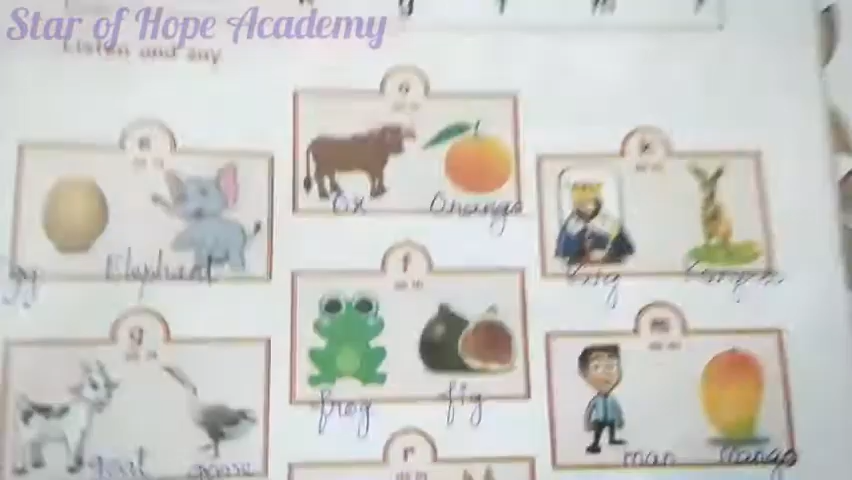 Star of Hope Academy
Listen and say
e
o
k
Elephant
Ox
Orange
King
g
f
m
frog
fig
goat
goose
man
Mango
r